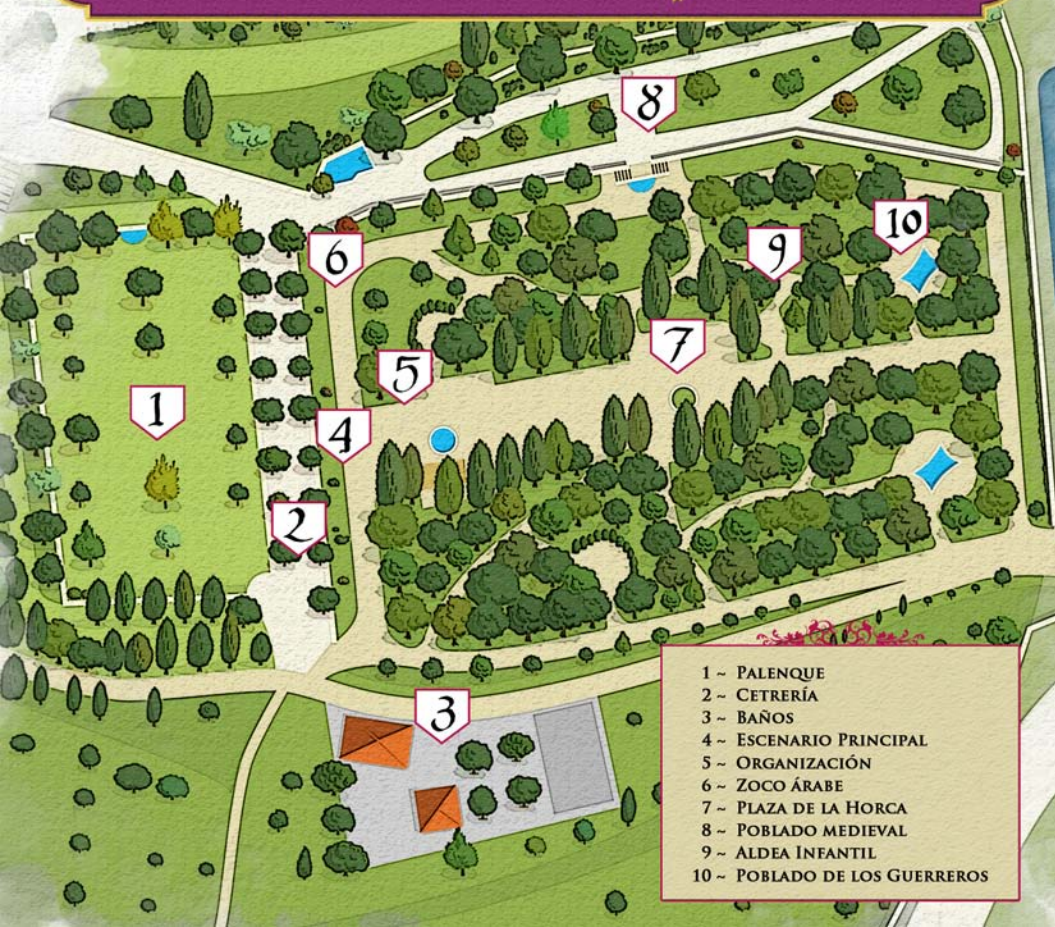 8
10
6
9
7
5
1
4
2
3
1 ~ PALENQUE
2 ~ CETRERÍA
3 ~ BAÑOS
4 ~ ESCENARIO PRINCIPAL
5 ~ ORGANIZACIÓN
6 ~ ZOCO ÁRABE
7 ~ PLAZA DE LA HORCA
8 ~ POBLADO MEDIEVAL
9 ~ ALDEA INFANTIL
10 ~ POBLADO DE LOS GUERREROS